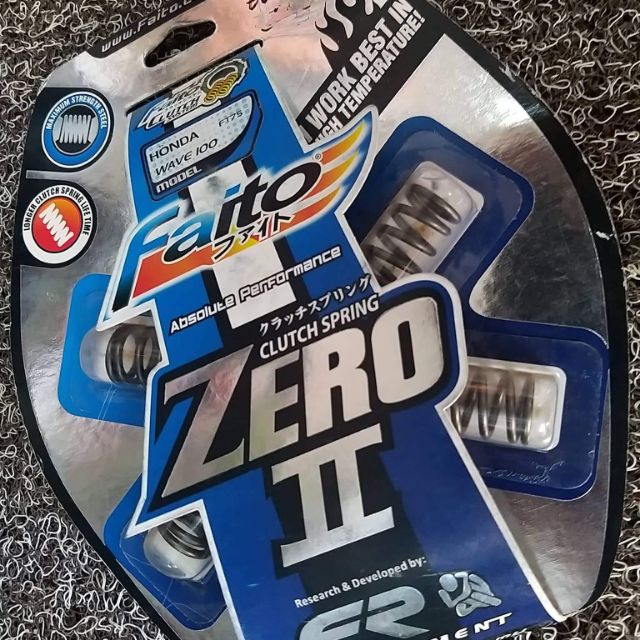 www.Faito.
I WORK BEST IN
HIGH TEMPERATURE!
MAXIMUM STRENGTH STEEL
LONGER CLUTCH SPRING LIFE TIME
HONDA
F175
WAVE 100
MODEL
Faito®
ファイト
Absolute Performance
クラッチスプリング
CLUTCH SPRING
ZERO
II
Research & Developed by: